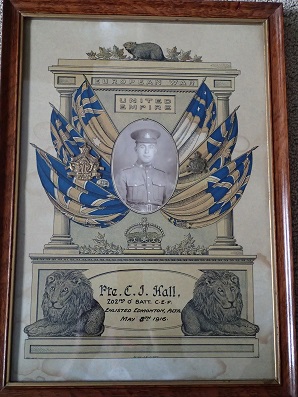 EUROPEAN WAR
UNITED
EMPIRE
Pte. C. J. Hall,
202ND O' BATT. C.E.F.
ENLISTED EDMONTON, ALTA.
MAY 8TH 1916.